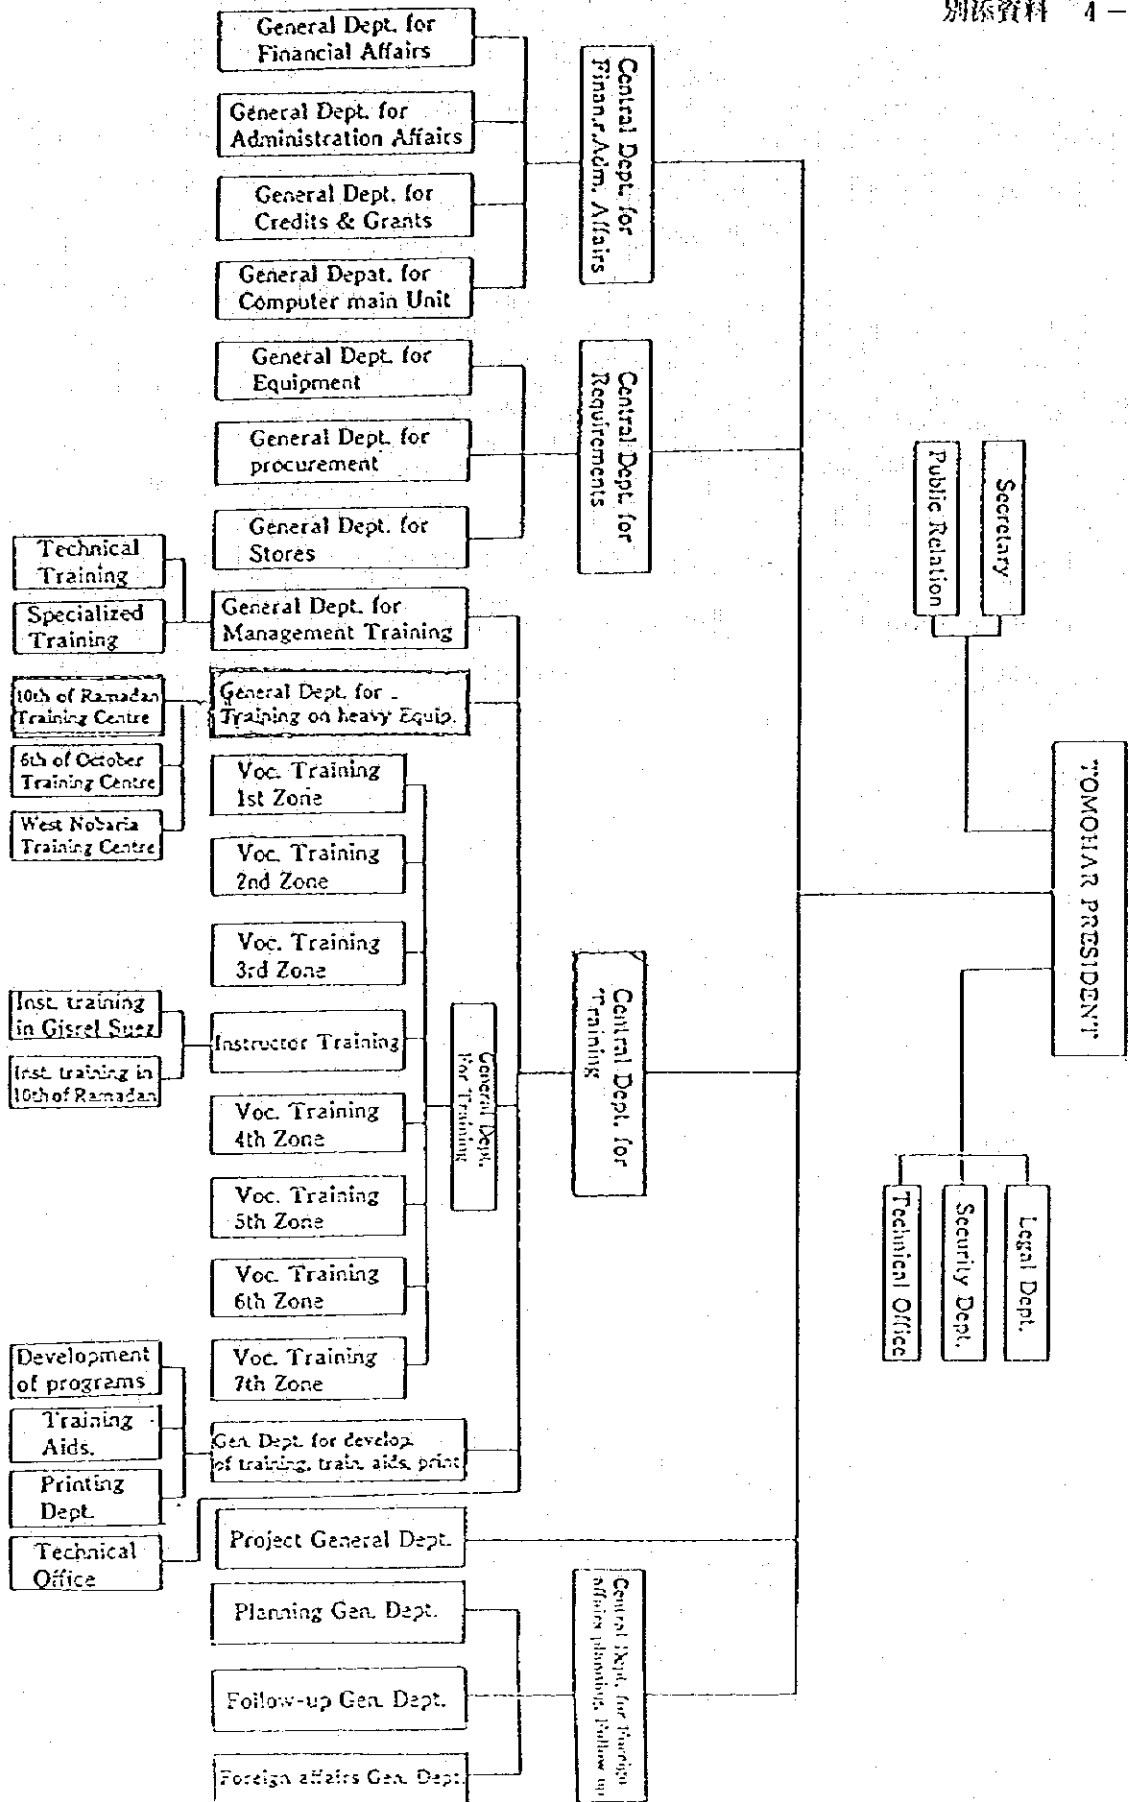 別添資料 4－
TOMOHAR PRESIDENT
Secretary
Public Relation
Legal Dept.
Security Dept.
Technical Office
Central Dept. for
Finan.r.Adm. Affairs
General Dept. for
Financial Affairs
General Dept. for
Administration Affairs
General Dept. for
Credits & Grants
General Depat. for
Computer main Unit
Central Dept. for
Requirements
General Dept. for
Equipment
General Dept. for
procurement
General Dept. for
Stores
Central Dept. for
Training
General Dept. for
Management Training
Technical
Training
Specialized
Training
General Dept. for
Training on heavy Equip.
10th of Ramadan
Training Centre
6th of October
Training Centre
West Nobaria
Training Centre
General Dept.
For Training
Voc. Training
1st Zone
Voc. Training
2nd Zone
Voc. Training
3rd Zone
Instructor Training
Inst. training
in Gisrel Suez
Inst. training in
10th of Ramadan
Voc. Training
4th Zone
Voc. Training
5th Zone
Voc. Training
6th Zone
Voc. Training
7th Zone
Gen. Dept. for develop.
of training, train. aids, print
Development
of programs
Training
Aids.
Printing
Dept.
Technical
Office
Project General Dept.
Central Dept. for Foreign
affairs planning, Follow up
Planning Gen. Dept.
Follow-up Gen. Dept.
Foreign affairs Gen. Dept.